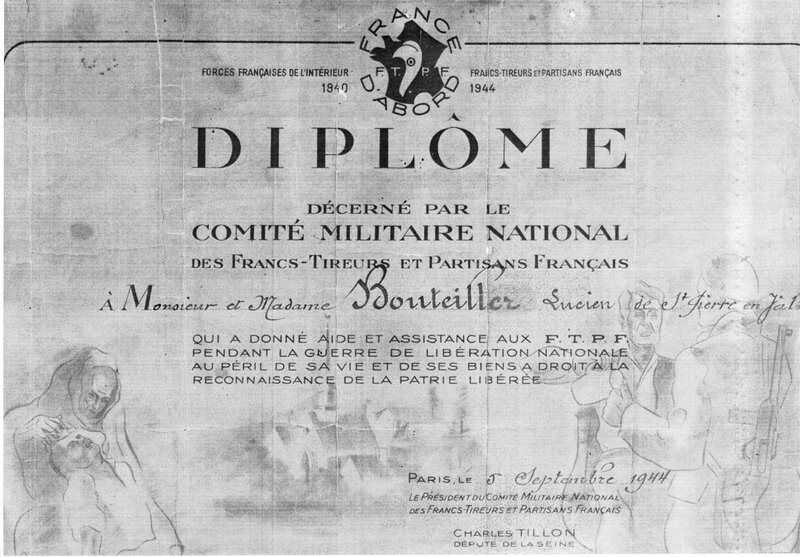 FRANCE
F.T.P.F.
D'ABORD
FORCES FRANÇAISES DE L'INTÉRIEUR
1940
FRANCS-TIREURS ET PARTISANS FRANÇAIS
1944
DIPLÔME
DÉCERNÉ PAR LE
COMITÉ MILITAIRE NATIONAL
DES FRANCS-TIREURS ET PARTISANS FRANÇAIS
À Monsieur et Madame Bouteiller Lucien de St Pierre en Val
QUI A DONNÉ AIDE ET ASSISTANCE AUX F.T.P.F.
PENDANT LA GUERRE DE LIBÉRATION NATIONALE
AU PÉRIL DE SA VIE ET DE SES BIENS A DROIT À LA
RECONNAISSANCE DE LA PATRIE LIBÉRÉE
PARIS, LE 5 Septembre 1944
LE PRÉSIDENT DU COMITÉ MILITAIRE NATIONAL
DES FRANCS-TIREURS ET PARTISANS FRANÇAIS
CHARLES TILLON
DÉPUTÉ DE LA SEINE